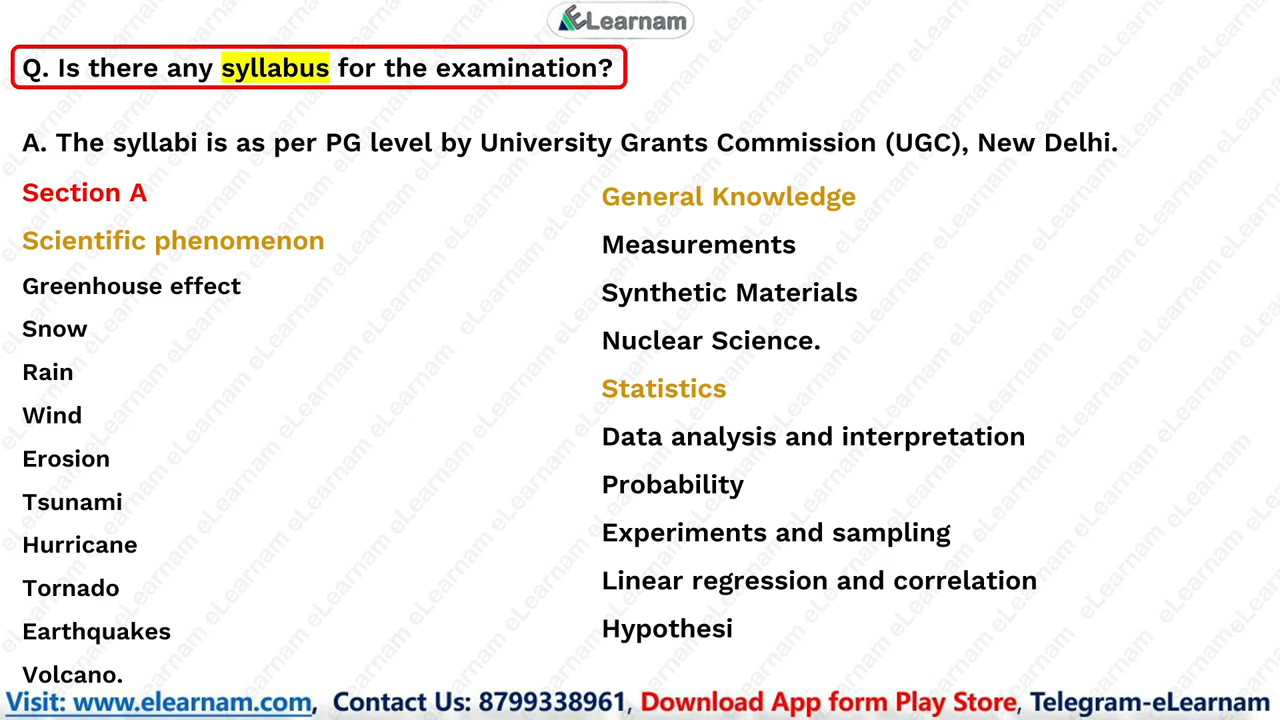 ELearnam
Q. Is there any syllabus for the examination?
A. The syllabi is as per PG level by University Grants Commission (UGC), New Delhi.
Section A
Scientific phenomenon
Greenhouse effect
Snow
Rain
Wind
Erosion
Tsunami
Hurricane
Tornado
Earthquakes
Volcano.
General Knowledge
Measurements
Synthetic Materials
Nuclear Science.
Statistics
Data analysis and interpretation
Probability
Experiments and sampling
Linear regression and correlation
Hypothesi
Visit: www.elearnam.com, Contact Us: 8799338961, Download App form Play Store, Telegram-eLearnam